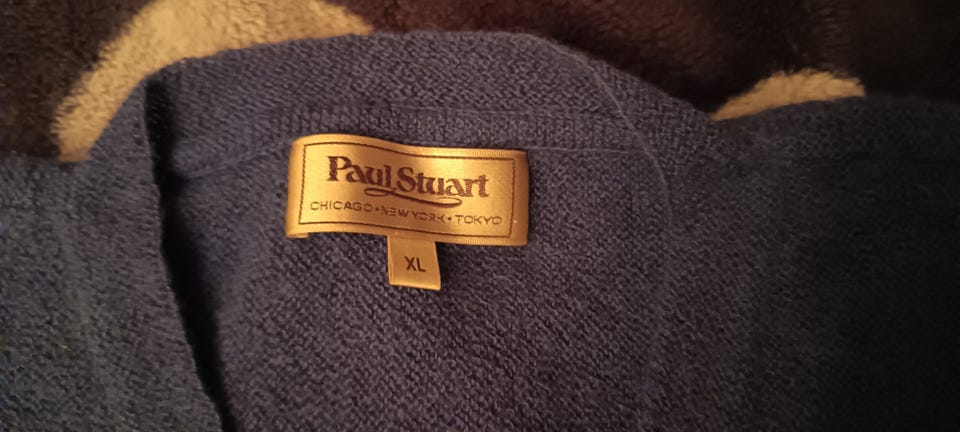 Paul Stuart
CHICAGO • NEW YORK • TOKYO
XL